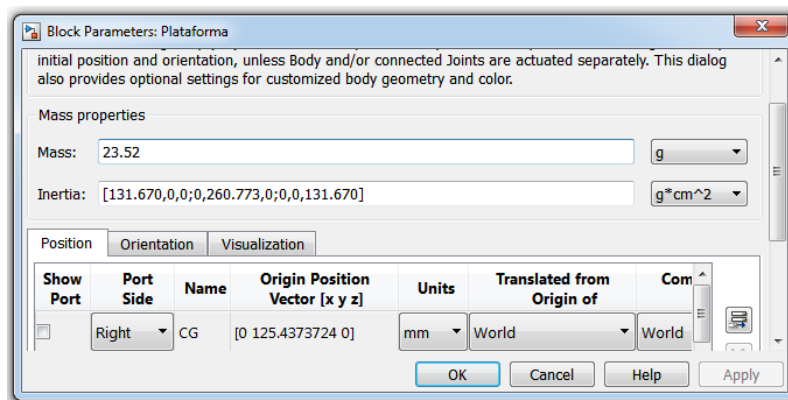 Block Parameters: Plataforma
initial position and orientation, unless Body and/or connected Joints are actuated separately. This dialog
also provides optional settings for customized body geometry and color.
Mass properties
Mass: 23.52 g
Inertia: [131.670,0,0;0,260.773,0;0,0,131.670] g*cm^2
Position Orientation Visualization
Show Port Port Side Name Origin Position Vector [x y z] Units Translated from Origin of Com
Right CG [0 125.4373724 0] mm World World
OK Cancel Help Apply